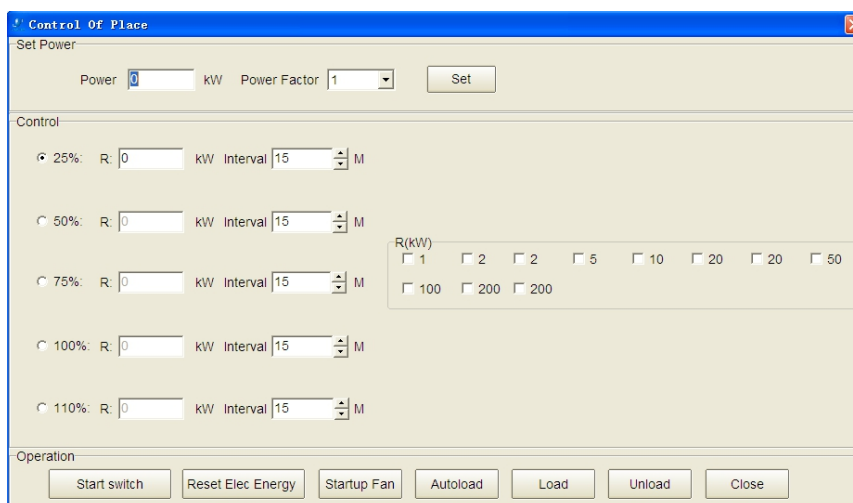 Control Of Place
Set Power
Power 0 kW Power Factor 1 Set
Control
25%: R: 0 kW Interval 15 M
50%: R: 0 kW Interval 15 M
R(kW)
1 2 2 5 10 20 20 50
75%: R: 0 kW Interval 15 M
100 200 200
100%: R: 0 kW Interval 15 M
110%: R: 0 kW Interval 15 M
Operation
Start switch Reset Elec Energy Startup Fan Autoload Load Unload Close